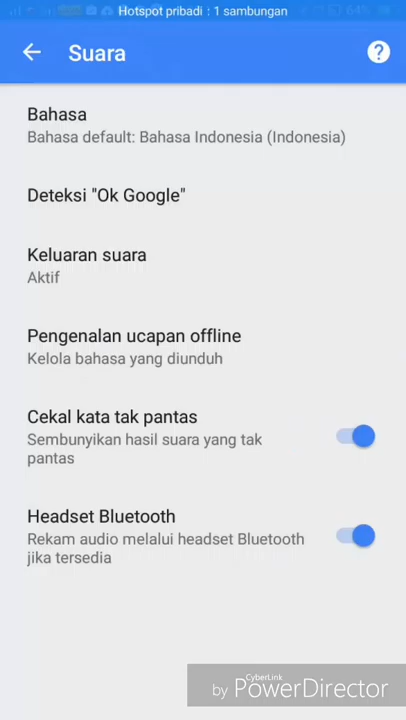 Hotspot pribadi : 1 sambungan
64%
Suara
?
Bahasa
Bahasa default: Bahasa Indonesia (Indonesia)
Deteksi "Ok Google"
Keluaran suara
Aktif
Pengenalan ucapan offline
Kelola bahasa yang diunduh
Cekal kata tak pantas
Sembunyikan hasil suara yang tak
pantas
Headset Bluetooth
Rekam audio melalui headset Bluetooth
jika tersedia
CyberLink
by PowerDirector